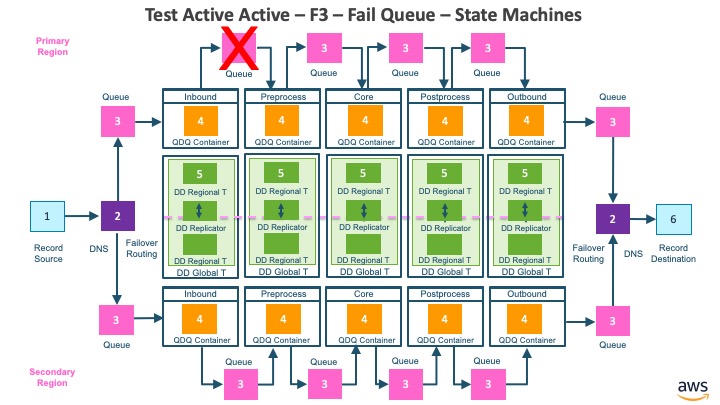 Test Active Active – F3 – Fail Queue – State Machines
Primary
Region
3
3
3
Queue
Queue
Queue
Queue
Queue
Inbound
Preprocess
Core
Postprocess
Outbound
Queue
3
4
4
4
4
4
3
QDQ Container
QDQ Container
QDQ Container
QDQ Container
QDQ Container
5
5
5
5
5
DD Regional T
DD Regional T
DD Regional T
DD Regional T
DD Regional T
1
2
2
6
DD Replicator
DD Replicator
DD Replicator
DD Replicator
DD Replicator
Record
Source
DNS
Failover
Routing
Failover
Routing
DNS
Record
Destination
DD Regional T
DD Regional T
DD Regional T
DD Regional T
DD Regional T
DD Global T
DD Global T
DD Global T
DD Global T
DD Global T
Inbound
Preprocess
Core
Postprocess
Outbound
3
4
4
4
4
4
3
Queue
QDQ Container
QDQ Container
QDQ Container
QDQ Container
QDQ Container
Queue
Queue
Queue
Queue
Queue
Secondary
Region
3
3
3
3
aws